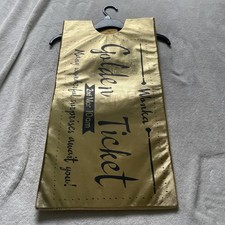 Wonka
Golden Ticket
Many wonderful surprises await you!